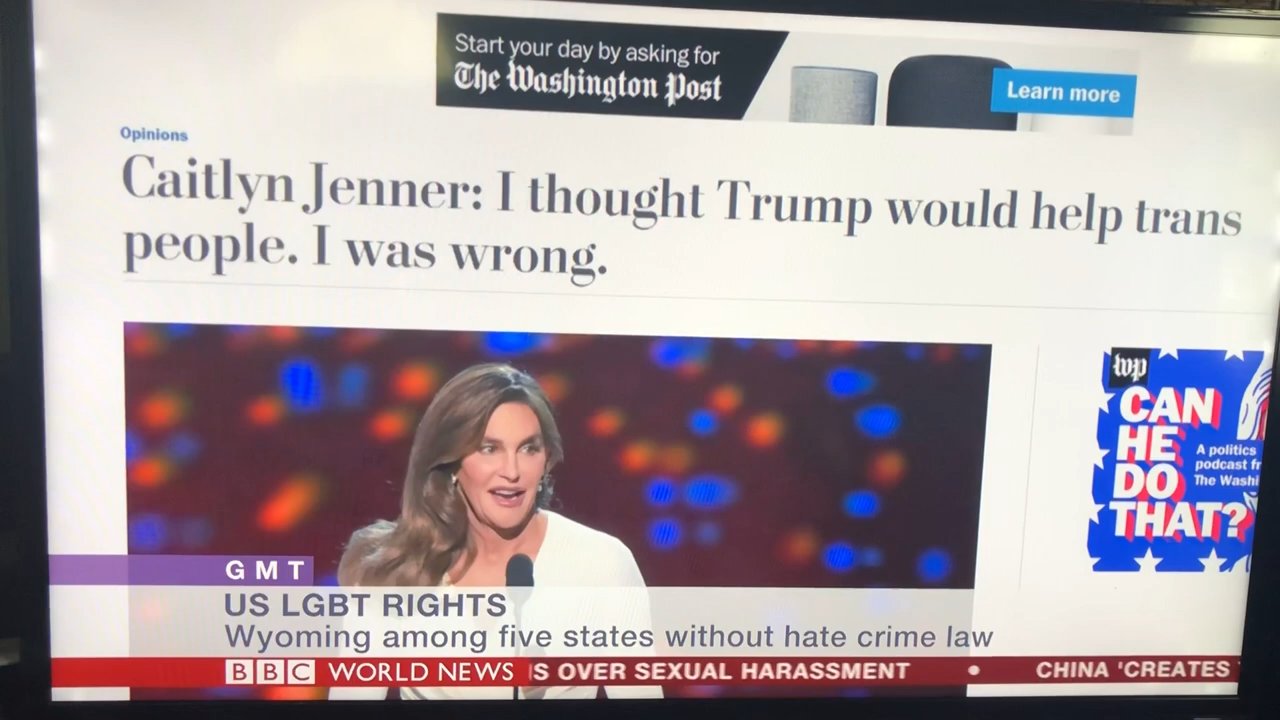 Start your day by asking for
The Washington Post
Learn more
Opinions
Caitlyn Jenner: I thought Trump would help trans
people. I was wrong.
wp
CAN
HE
DO
THAT?
A politics
podcast fr
The Washi
GMT
US LGBT RIGHTS
Wyoming among five states without hate crime law
BBC WORLD NEWS IS OVER SEXUAL HARASSMENT • CHINA 'CREATES